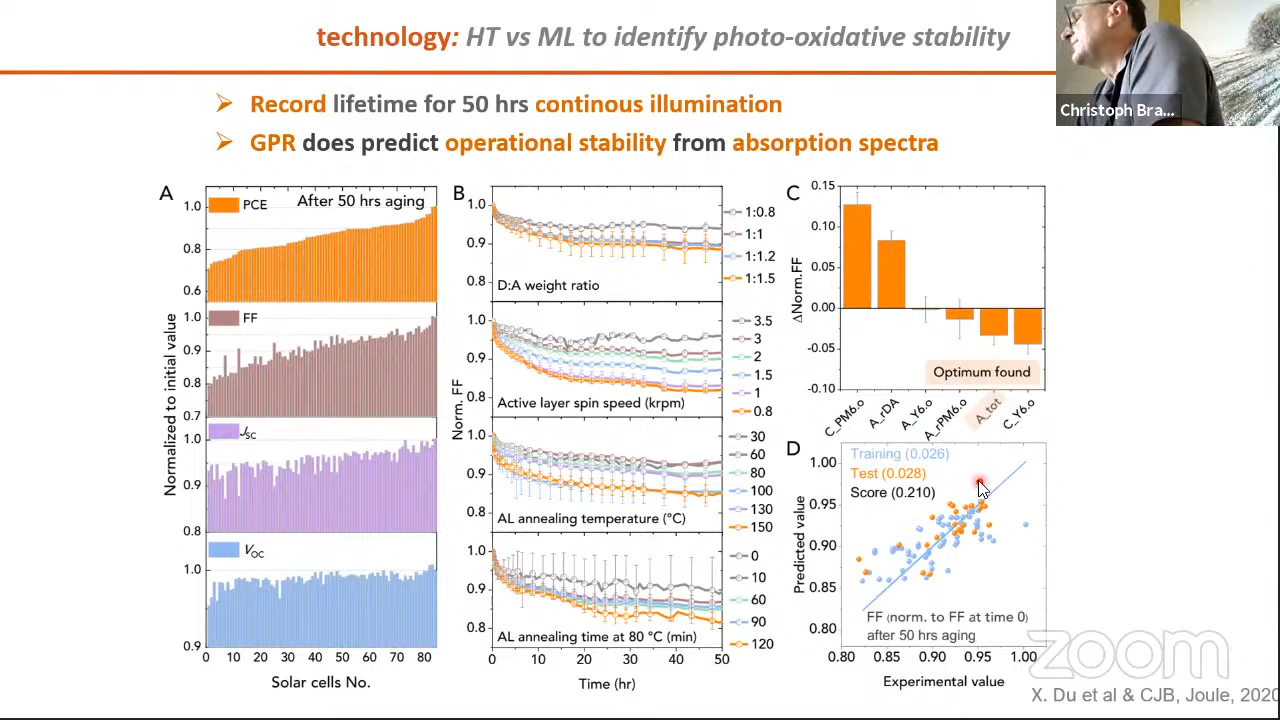 technology: HT vs ML to identify photo-oxidative stability
Christoph Bra...
➢ Record lifetime for 50 hrs continous illumination
➢ GPR does predict operational stability from absorption spectra
A
After 50 hrs aging
PCE
FF
JSC
VOC
1.0
0.8
0.6
1.0
0.9
0.8
0.7
1.0
0.9
0.8
1.0
0.9
Normalized to initial value
0 10 20 30 40 50 60 70 80
Solar cells No.
B
1.0
0.9
0.8
D:A weight ratio
1:0.8
1:1
1:1.2
1:1.5
1.0
0.9
0.8
Active layer spin speed (krpm)
3.5
3
2
1.5
1
0.8
1.0
0.9
0.8
AL annealing temperature (°C)
30
60
80
100
130
150
1.0
0.9
0.8
AL annealing time at 80 °C (min)
0
10
60
90
120
Norm. FF
0 10 20 30 40 50
Time (hr)
C
0.15
0.10
0.05
0.00
-0.05
-0.10
ΔNorm.FF
Optimum found
C_PM6.o
A_rDA
A_Y6.o
A_rPM6.o
A_tot
C_Y6.o
D
Training (0.026)
Test (0.028)
Score (0.210)
1.00
0.95
0.90
0.85
0.80
Predicted value
FF (norm. to FF at time 0)
after 50 hrs aging
0.80 0.85 0.90 0.95 1.00
Experimental value
zoom
X. Du et al & CJB, Joule, 2020